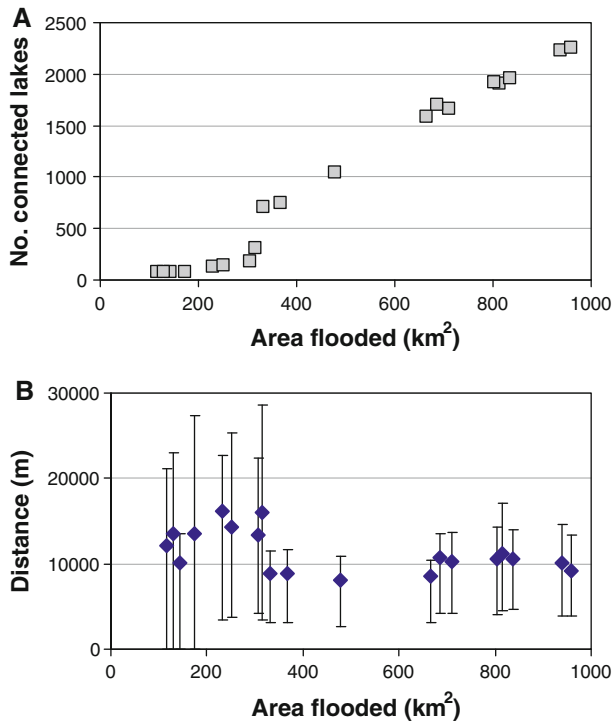 A
No. connected lakes
2500
2000
1500
1000
500
0
0 200 400 600 800 1000
Area flooded (km²)
B
Distance (m)
30000
20000
10000
0
0 200 400 600 800 1000
Area flooded (km²)